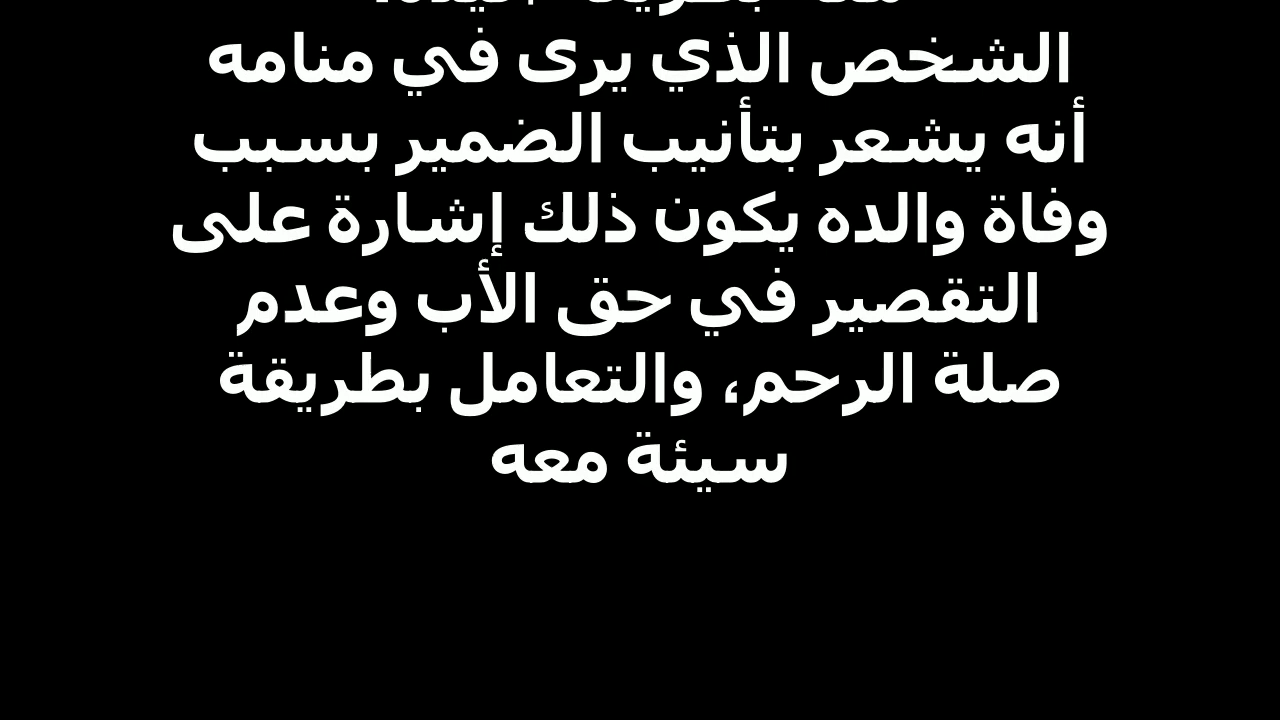 الشخص الذي يرى في منامه
أنه يشعر بتأنيب الضمير بسبب
وفاة والده يكون ذلك إشارة على
التقصير في حق الأب وعدم
صلة الرحم، والتعامل بطريقة
سيئة معه